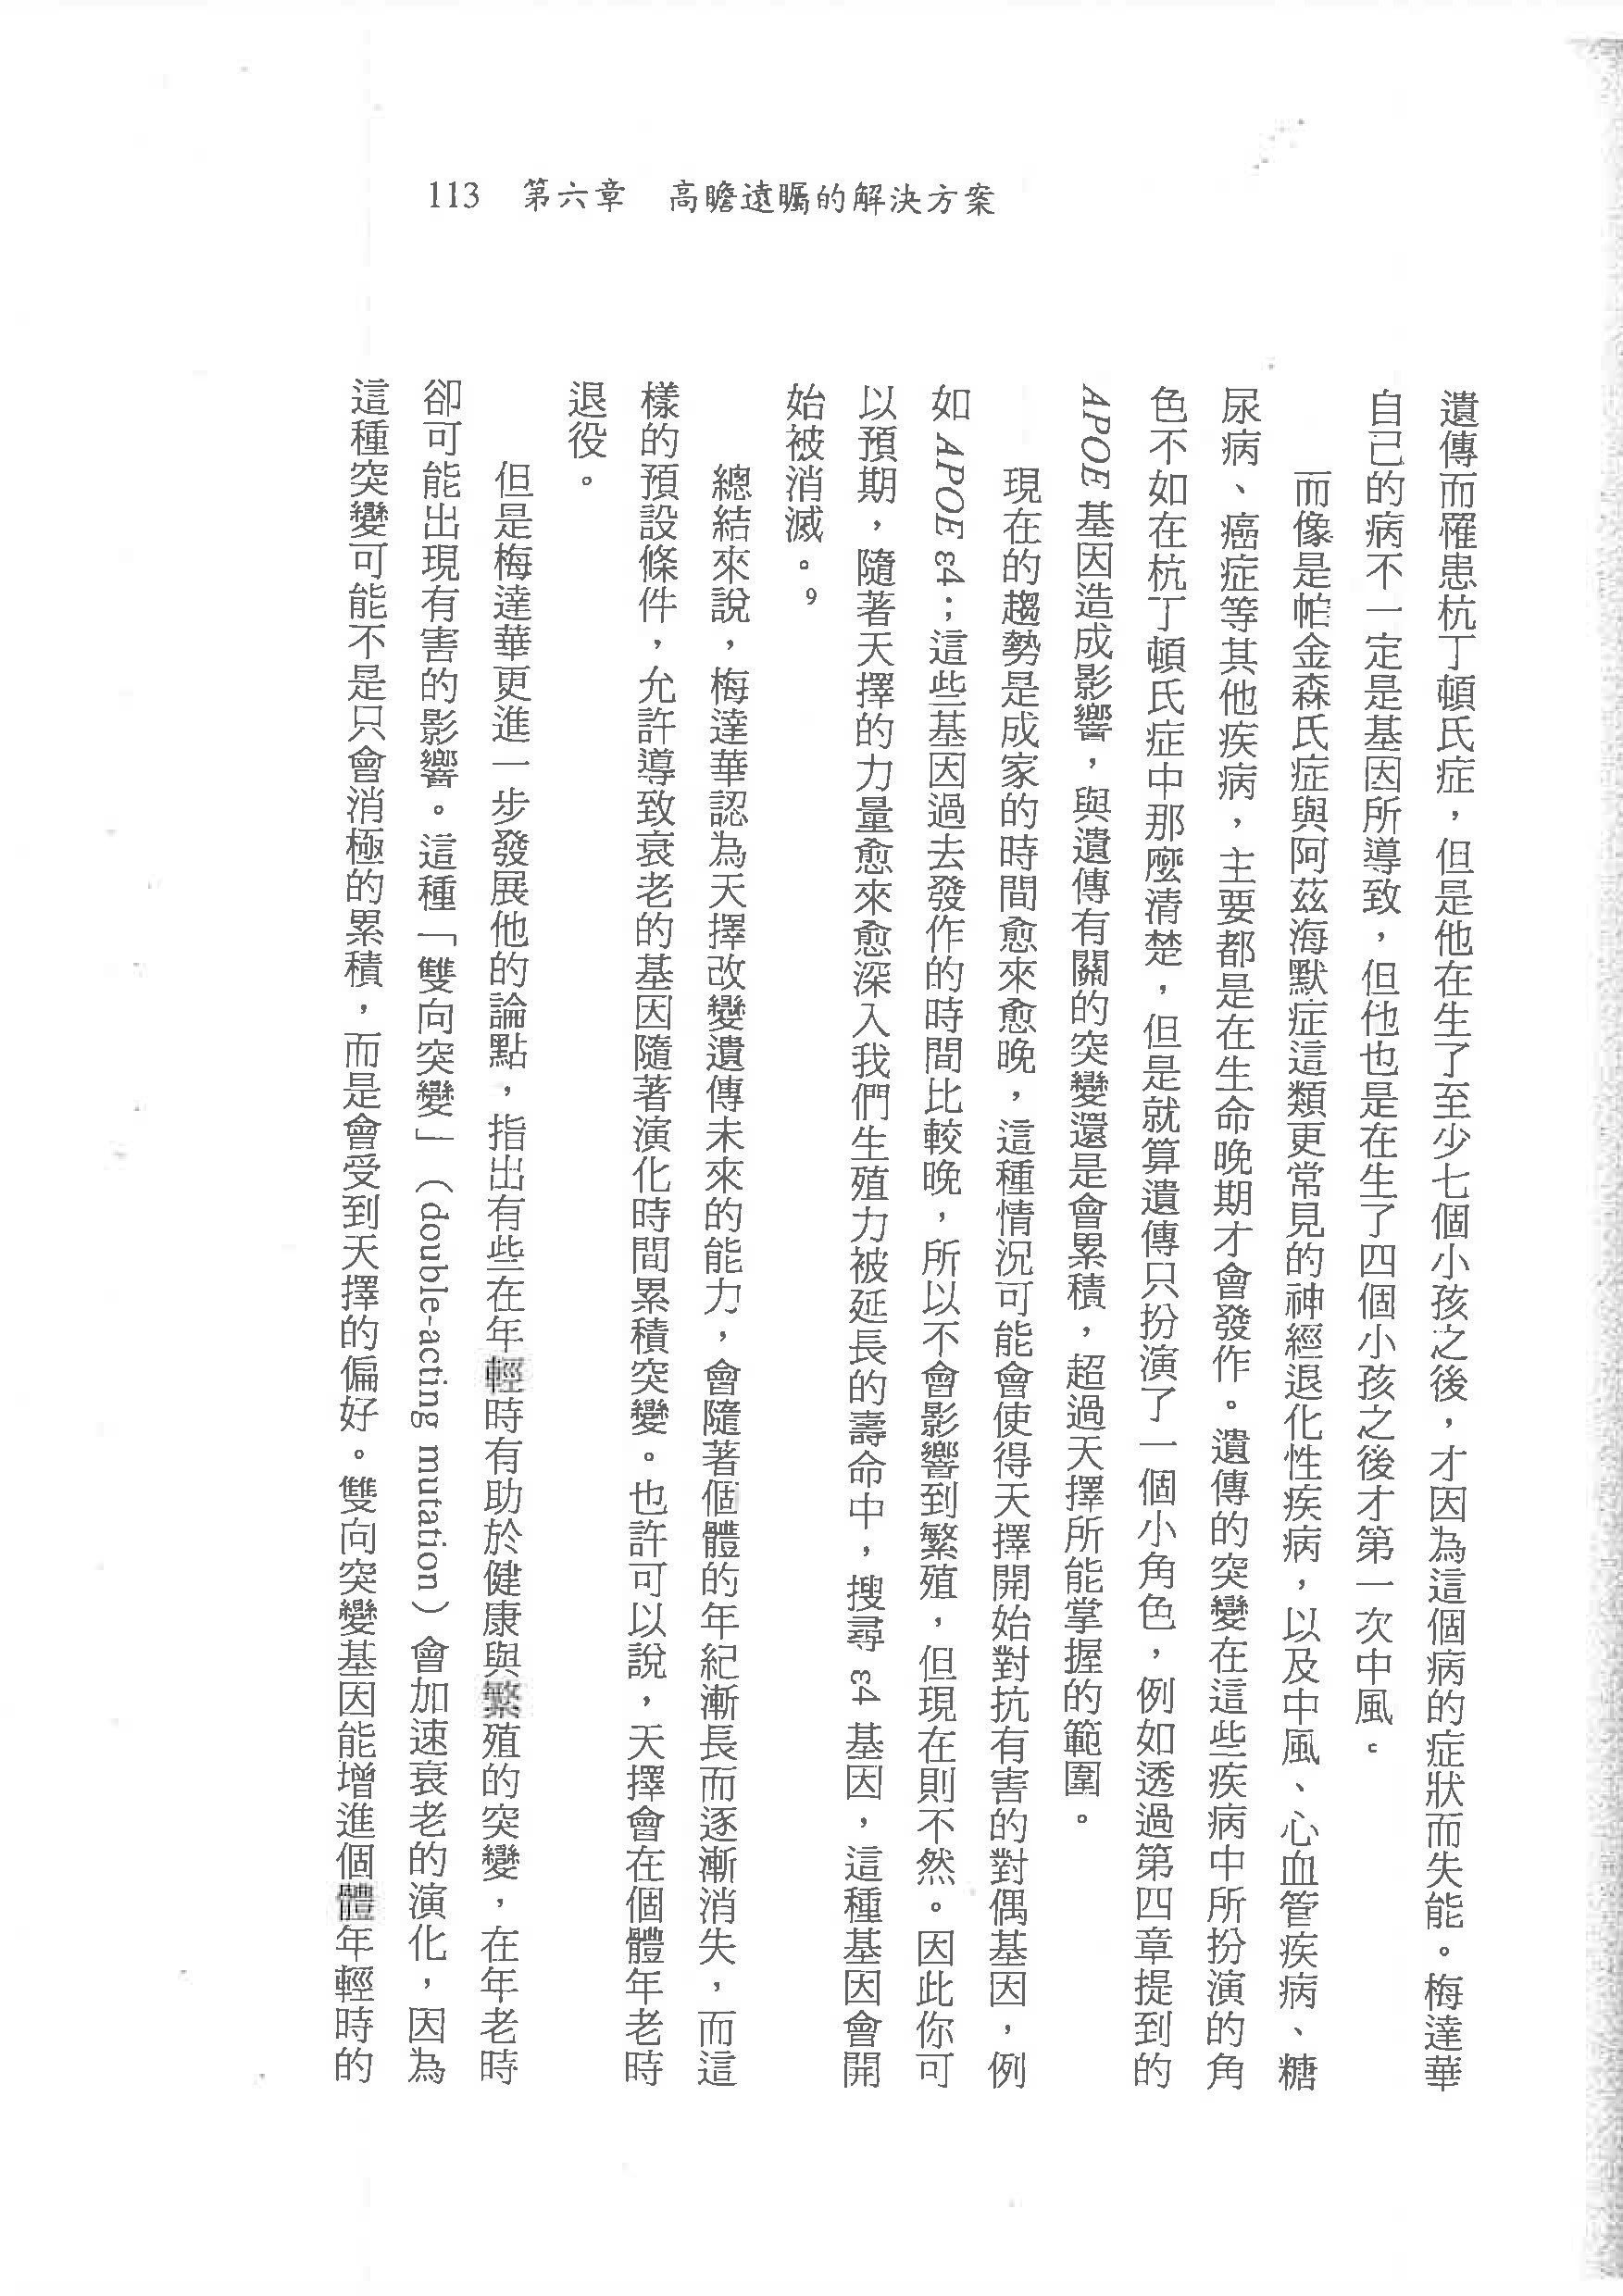 113 第六章 高瞻遠矚的解決方案
遺傳而罹患杭丁頓氏症，但是他在生了至少七個小孩之後，才因為這個病的症狀而失能。梅達華
自己的病不一定是基因所導致，但他也是在生了四個小孩之後才第一次中風。
而像是帕金森氏症與阿茲海默症這類更常見的神經退化性疾病，以及中風、心血管疾病、糖
尿病、癌症等其他疾病，主要都是在生命晚期才會發作。遺傳的突變在這些疾病中所扮演的角
色不如在杭丁頓氏症中那麼清楚，但是就算遺傳只扮演了一個小角色，例如透過第四章提到的
APOE 基因造成影響，與遺傳有關的突變還是會累積，超過天擇所能掌握的範圍。
現在的趨勢是成家的時間愈來愈晚，這種情況可能會使得天擇開始對抗有害的對偶基因，例
如 APOE ε4；這些基因過去發作的時間比較晚，所以不會影響到繁殖，但現在則不然。因此你可
以預期，隨著天擇的力量愈來愈深入我們生殖力被延長的壽命中，搜尋 ε4 基因，這種基因會開
始被消滅。9
總結來說，梅達華認為天擇改變遺傳未來的能力，會隨著個體的年紀漸長而逐漸消失，而這
樣的預設條件，允許導致衰老的基因隨著演化時間累積突變。也許可以說，天擇會在個體年老時
退役。
但是梅達華更進一步發展他的論點，指出有些在年輕時有助於健康與繁殖的突變，在年老時
卻可能出現有害的影響。這種「雙向突變」（double-acting mutation）會加速衰老的演化，因為
這種突變可能不是只會消極的累積，而是會受到天擇的偏好。雙向突變基因能增進個體年輕時的